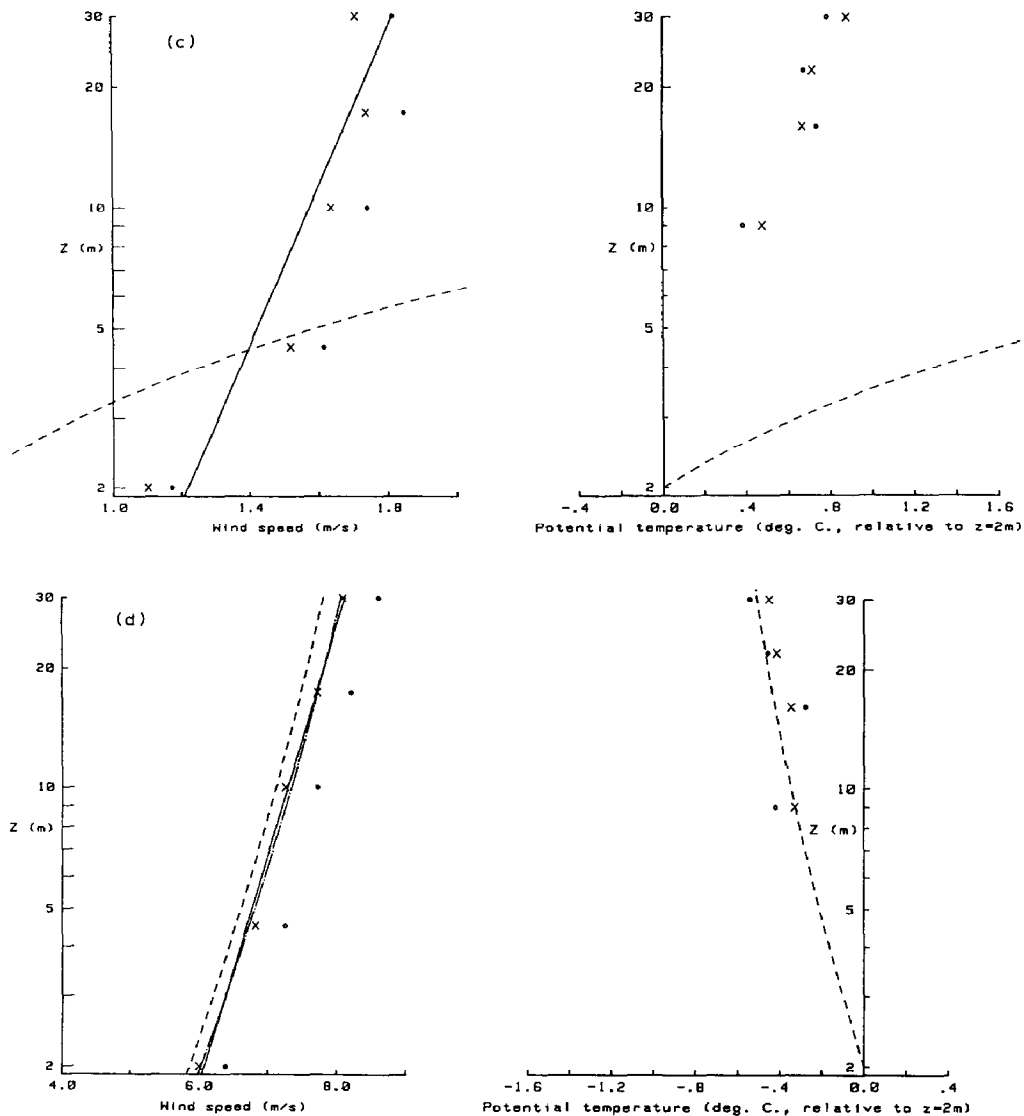 (c)
30
20
10
Z (m)
5
2
1.0 1.4 1.8
Wind speed (m/s)
30
20
10
Z (m)
5
2
-.4 0.0 .4 .8 1.2 1.6
Potential temperature (deg. C., relative to z=2m)
(d)
30
20
10
Z (m)
5
2
4.0 6.0 8.0
Wind speed (m/s)
30
20
10
Z (m)
5
2
-1.6 -1.2 -.8 -.4 0.0 .4
Potential temperature (deg. C., relative to z=2m)